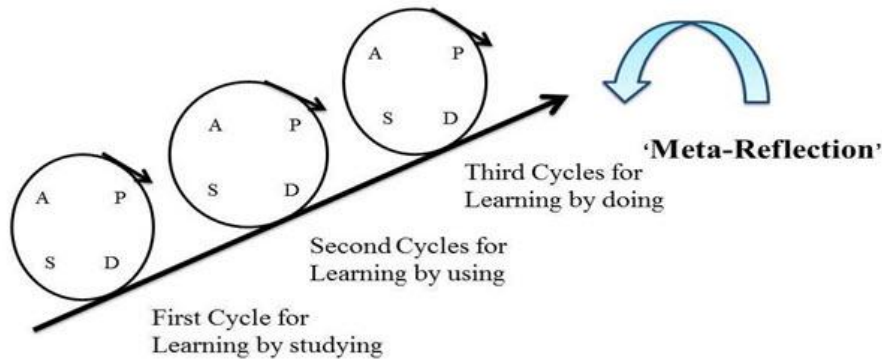 A P
S D
A P
S D
A P
S D
First Cycle for
Learning by studying
Second Cycles for
Learning by using
Third Cycles for
Learning by doing
‘Meta-Reflection’